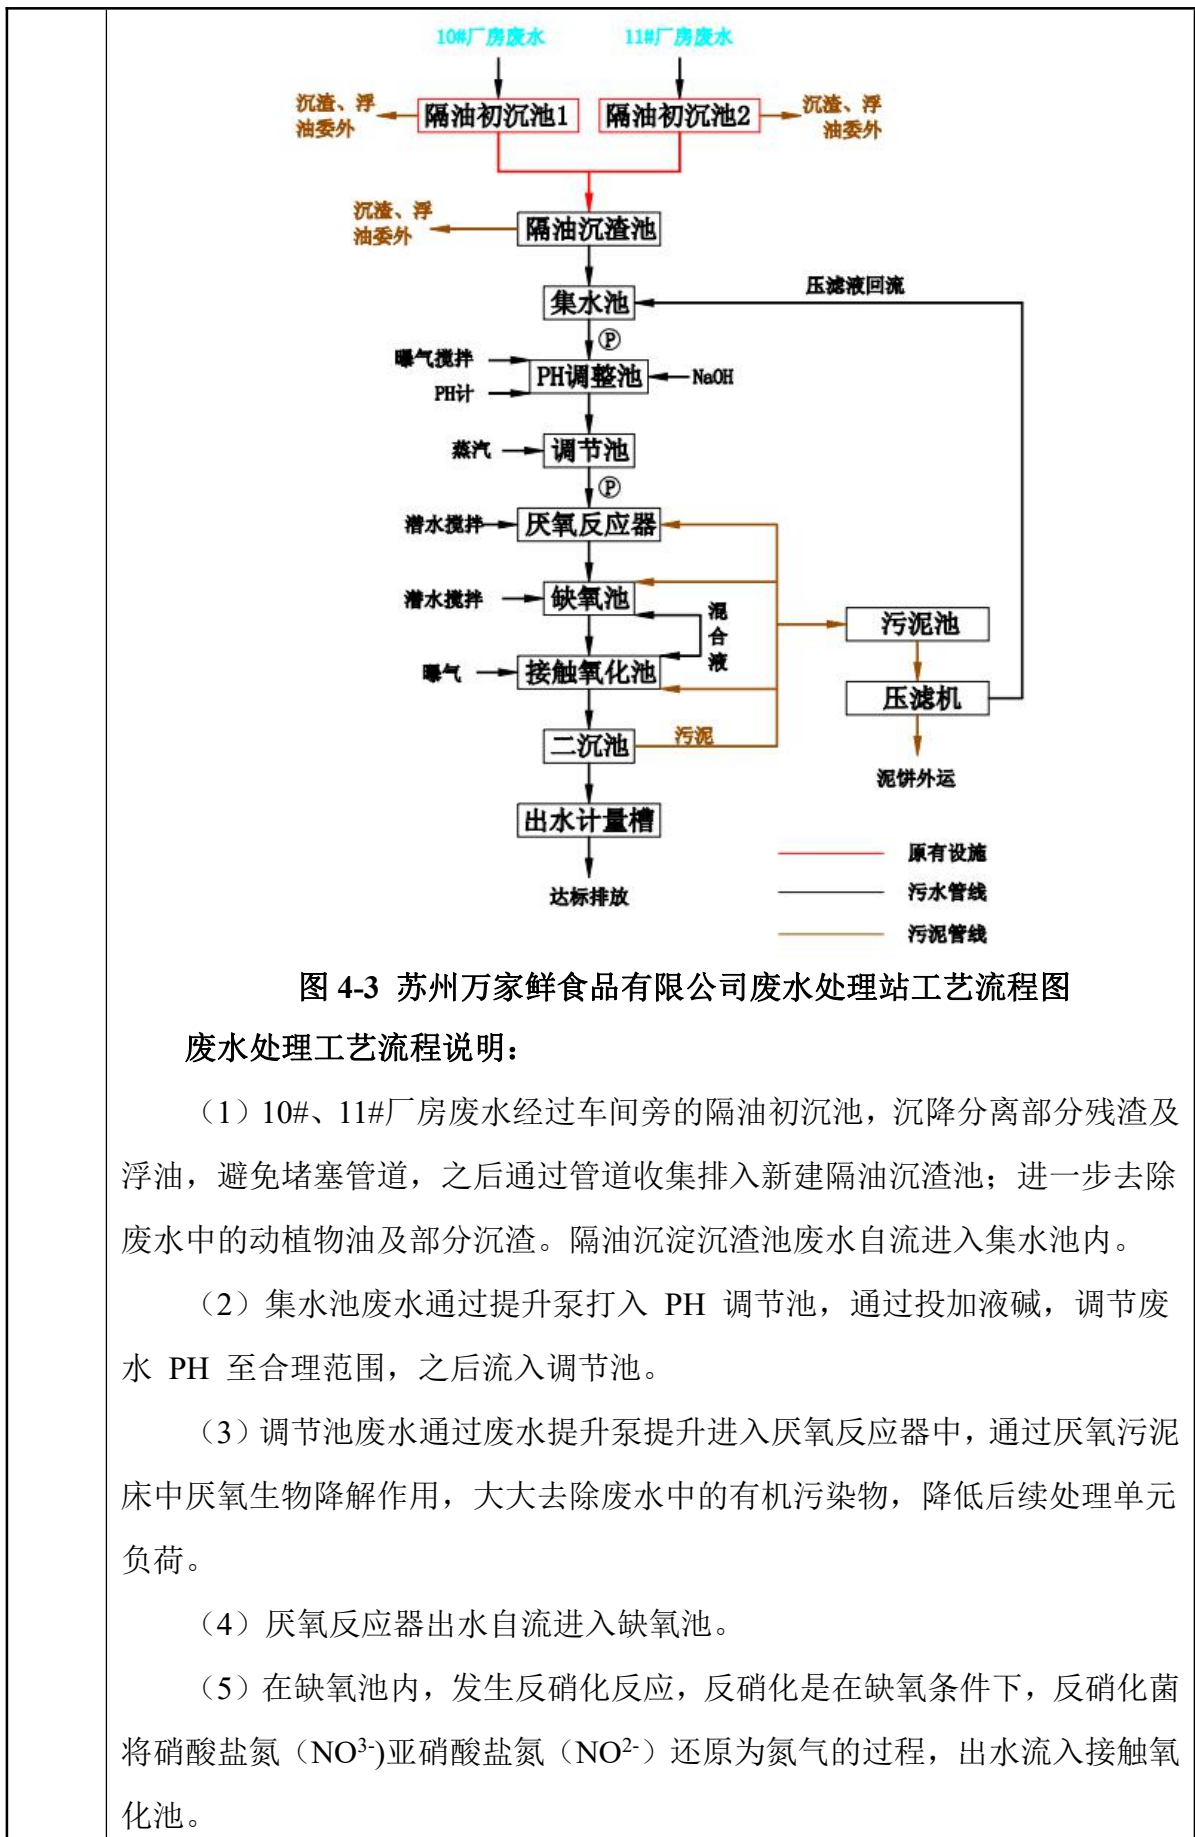 10#厂房废水
11#厂房废水
沉渣、浮
油委外
隔油初沉池1
隔油初沉池2
沉渣、浮
油委外
沉渣、浮
油委外
隔油沉渣池
集水池
压滤液回流
P
曝气搅拌
PH计
PH调整池
NaOH
蒸汽
调节池
P
潜水搅拌
厌氧反应器
潜水搅拌
缺氧池
混
合
液
污泥池
曝气
接触氧化池
压滤机
二沉池
污泥
泥饼外运
出水计量槽
达标排放
原有设施
污水管线
污泥管线
图 4-3 苏州万家鲜食品有限公司废水处理站工艺流程图
废水处理工艺流程说明：
（1）10#、11#厂房废水经过车间旁的隔油初沉池，沉降分离部分残渣及
浮油，避免堵塞管道，之后通过管道收集排入新建隔油沉渣池；进一步去除
废水中的动植物油及部分沉渣。隔油沉淀沉渣池废水自流进入集水池内。
（2）集水池废水通过提升泵打入 PH 调节池，通过投加液碱，调节废
水 PH 至合理范围，之后流入调节池。
（3）调节池废水通过废水提升泵提升进入厌氧反应器中，通过厌氧污泥
床中厌氧生物降解作用，大大去除废水中的有机污染物，降低后续处理单元
负荷。
（4）厌氧反应器出水自流进入缺氧池。
（5）在缺氧池内，发生反硝化反应，反硝化是在缺氧条件下，反硝化菌
将硝酸盐氮（NO³⁻)亚硝酸盐氮（NO²⁻）还原为氮气的过程，出水流入接触氧
化池。